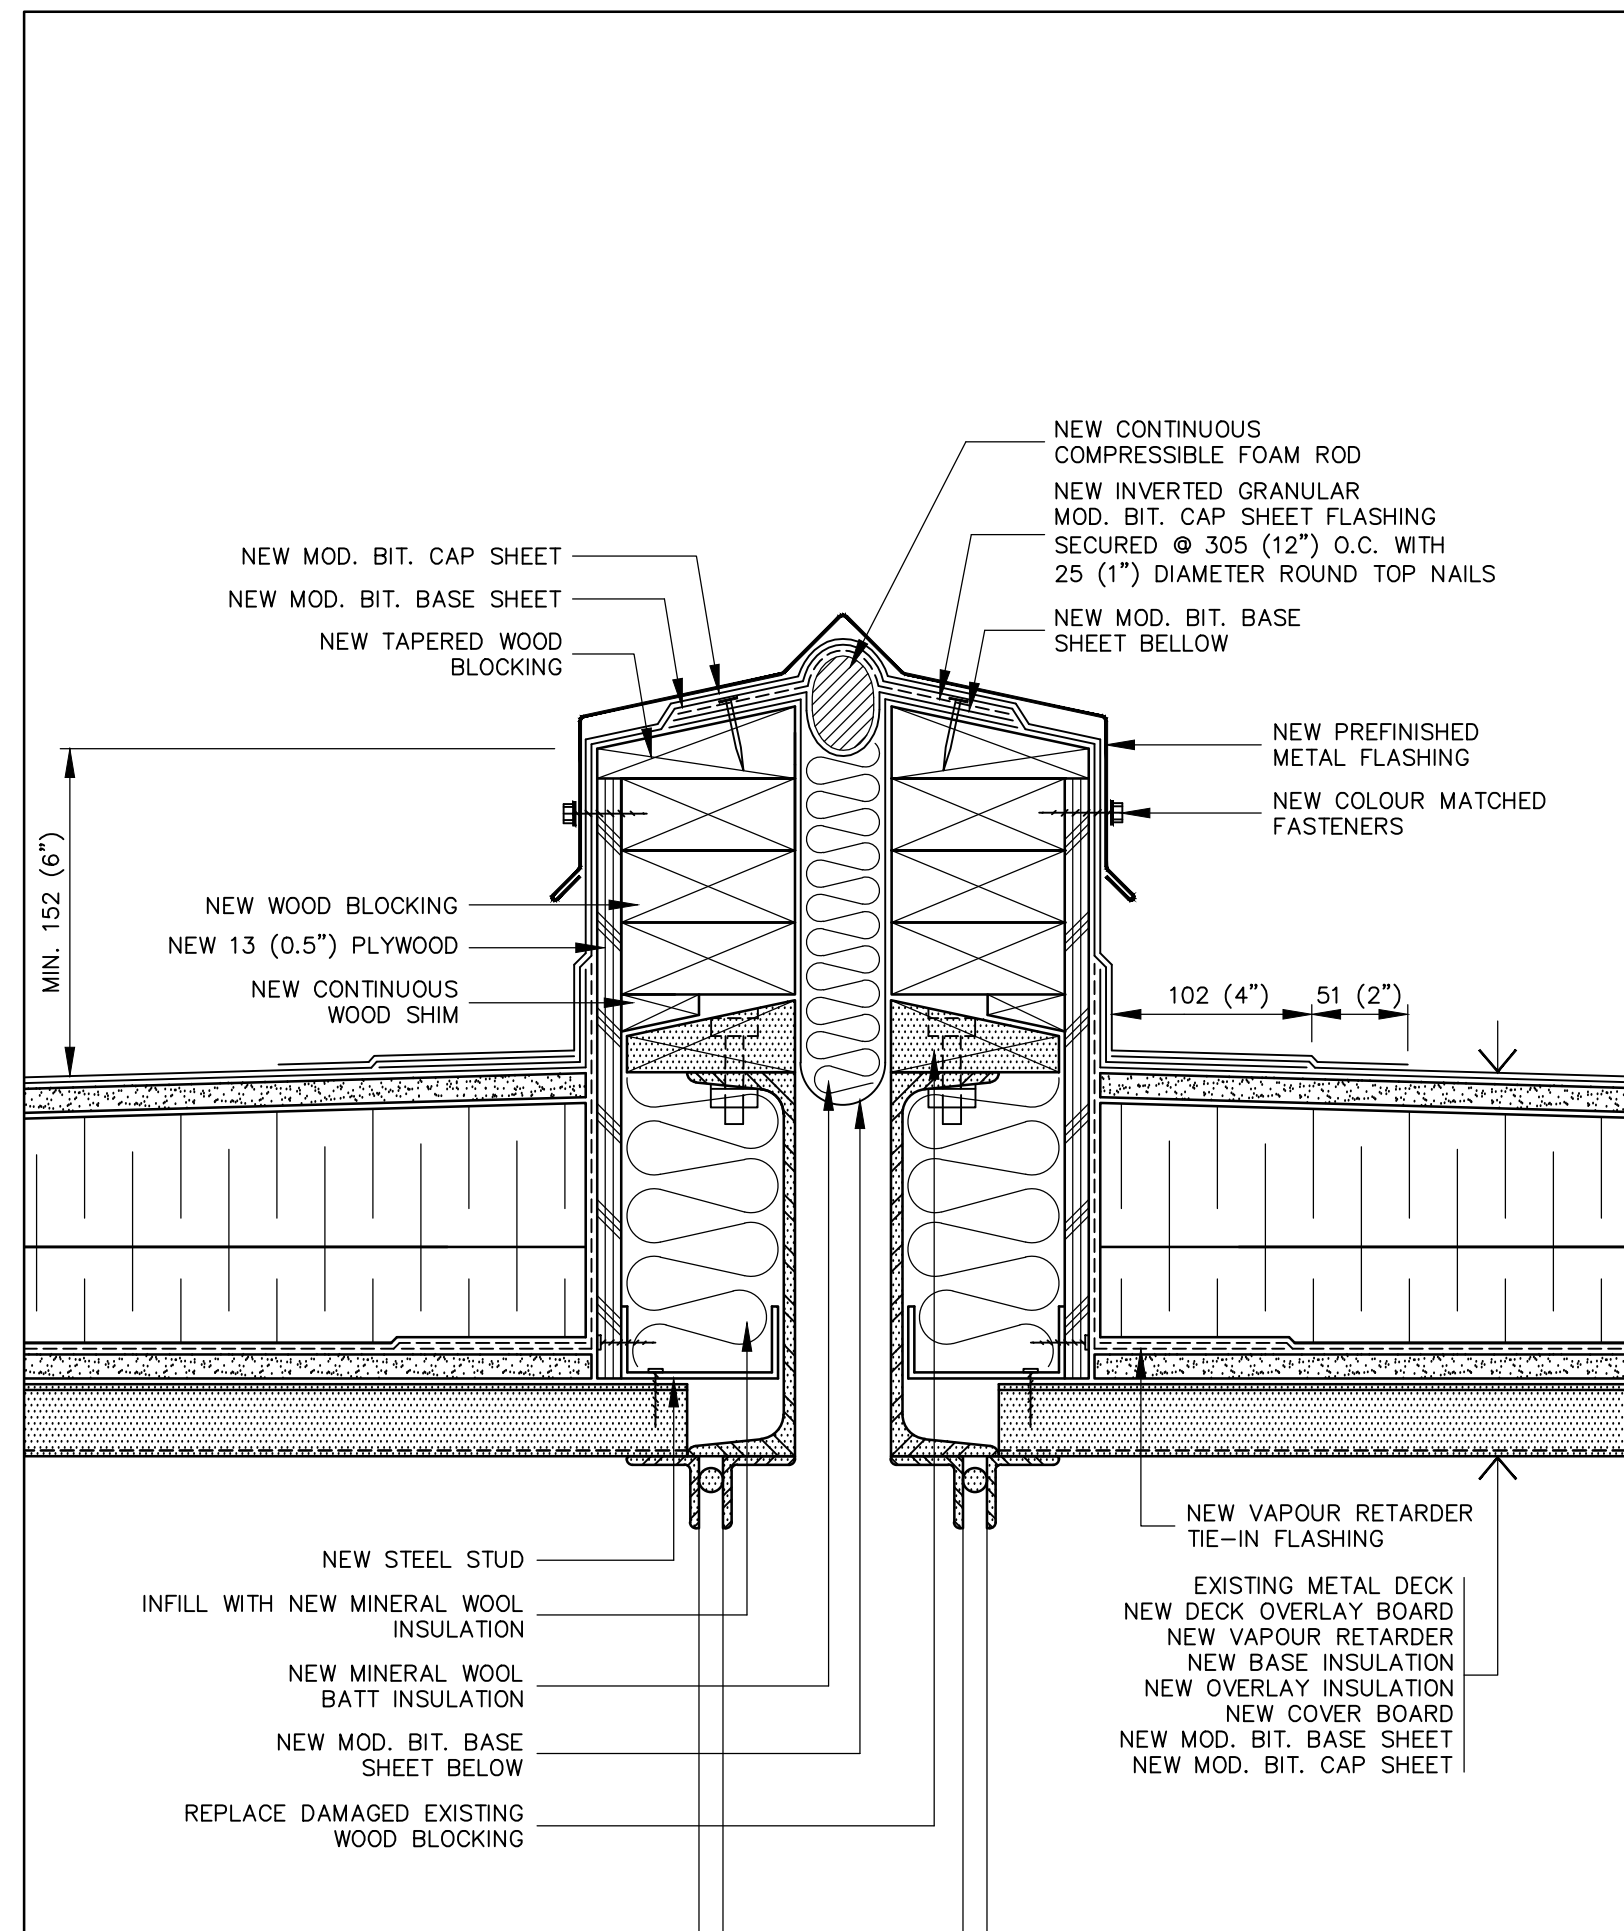 NEW CONTINUOUS
COMPRESSIBLE FOAM ROD
NEW INVERTED GRANULAR
MOD. BIT. CAP SHEET FLASHING
SECURED @ 305 (12") O.C. WITH
25 (1") DIAMETER ROUND TOP NAILS
NEW MOD. BIT. BASE
SHEET BELLOW
NEW MOD. BIT. CAP SHEET
NEW MOD. BIT. BASE SHEET
NEW TAPERED WOOD
BLOCKING
NEW PREFINISHED
METAL FLASHING
NEW COLOUR MATCHED
FASTENERS
MIN. 152 (6")
NEW WOOD BLOCKING
NEW 13 (0.5") PLYWOOD
NEW CONTINUOUS
WOOD SHIM
102 (4")
51 (2")
NEW STEEL STUD
INFILL WITH NEW MINERAL WOOL
INSULATION
NEW MINERAL WOOL
BATT INSULATION
NEW MOD. BIT. BASE
SHEET BELOW
REPLACE DAMAGED EXISTING
WOOD BLOCKING
NEW VAPOUR RETARDER
TIE-IN FLASHING
EXISTING METAL DECK
NEW DECK OVERLAY BOARD
NEW VAPOUR RETARDER
NEW BASE INSULATION
NEW OVERLAY INSULATION
NEW COVER BOARD
NEW MOD. BIT. BASE SHEET
NEW MOD. BIT. CAP SHEET